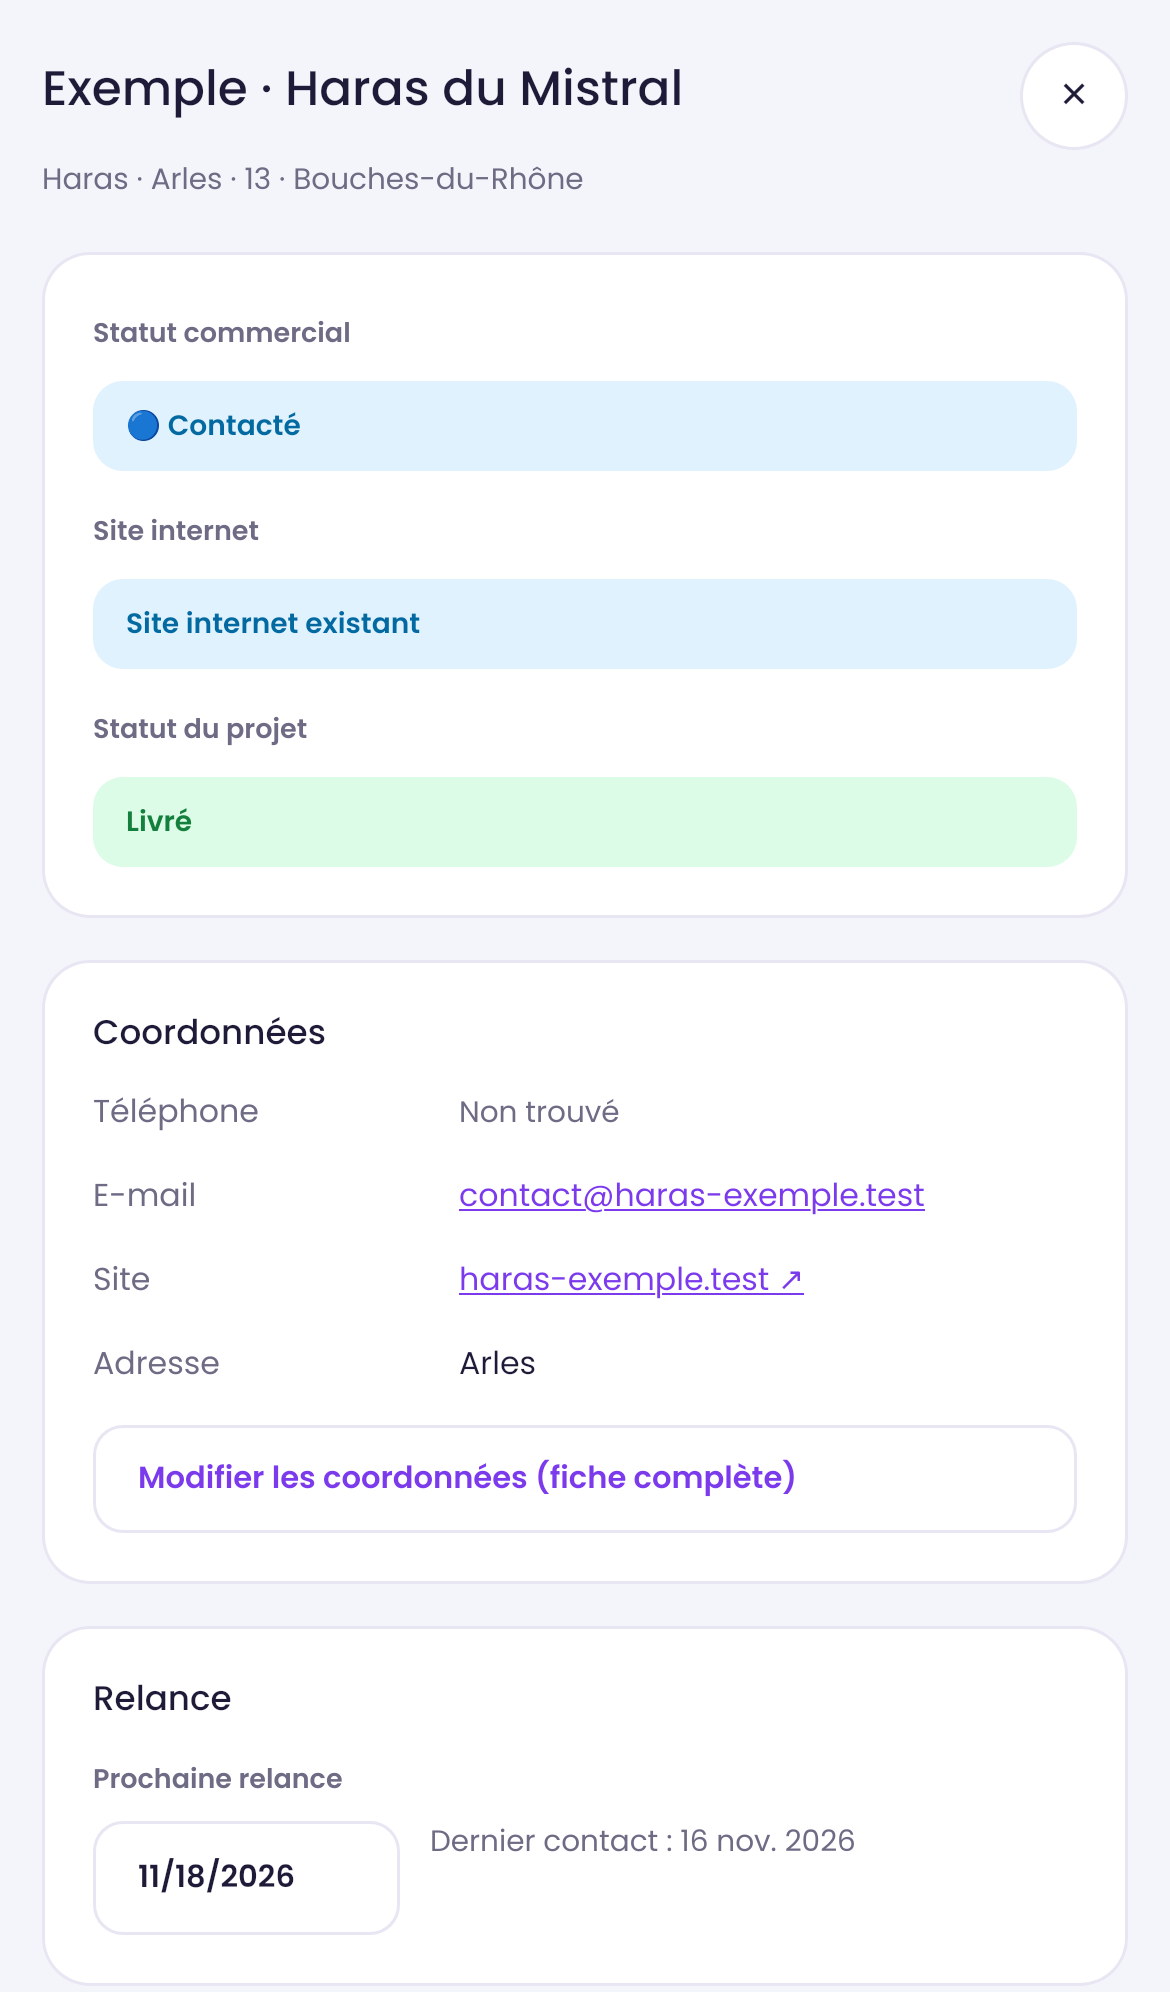 Exemple · Haras du Mistral
×
Haras · Arles · 13 · Bouches-du-Rhône
Statut commercial
🔵 Contacté
Site internet
Site internet existant
Statut du projet
Livré
Coordonnées
Téléphone Non trouvé
E-mail contact@haras-exemple.test
Site haras-exemple.test ↗
Adresse Arles
Modifier les coordonnées (fiche complète)
Relance
Prochaine relance
Dernier contact : 16 nov. 2026
11/18/2026